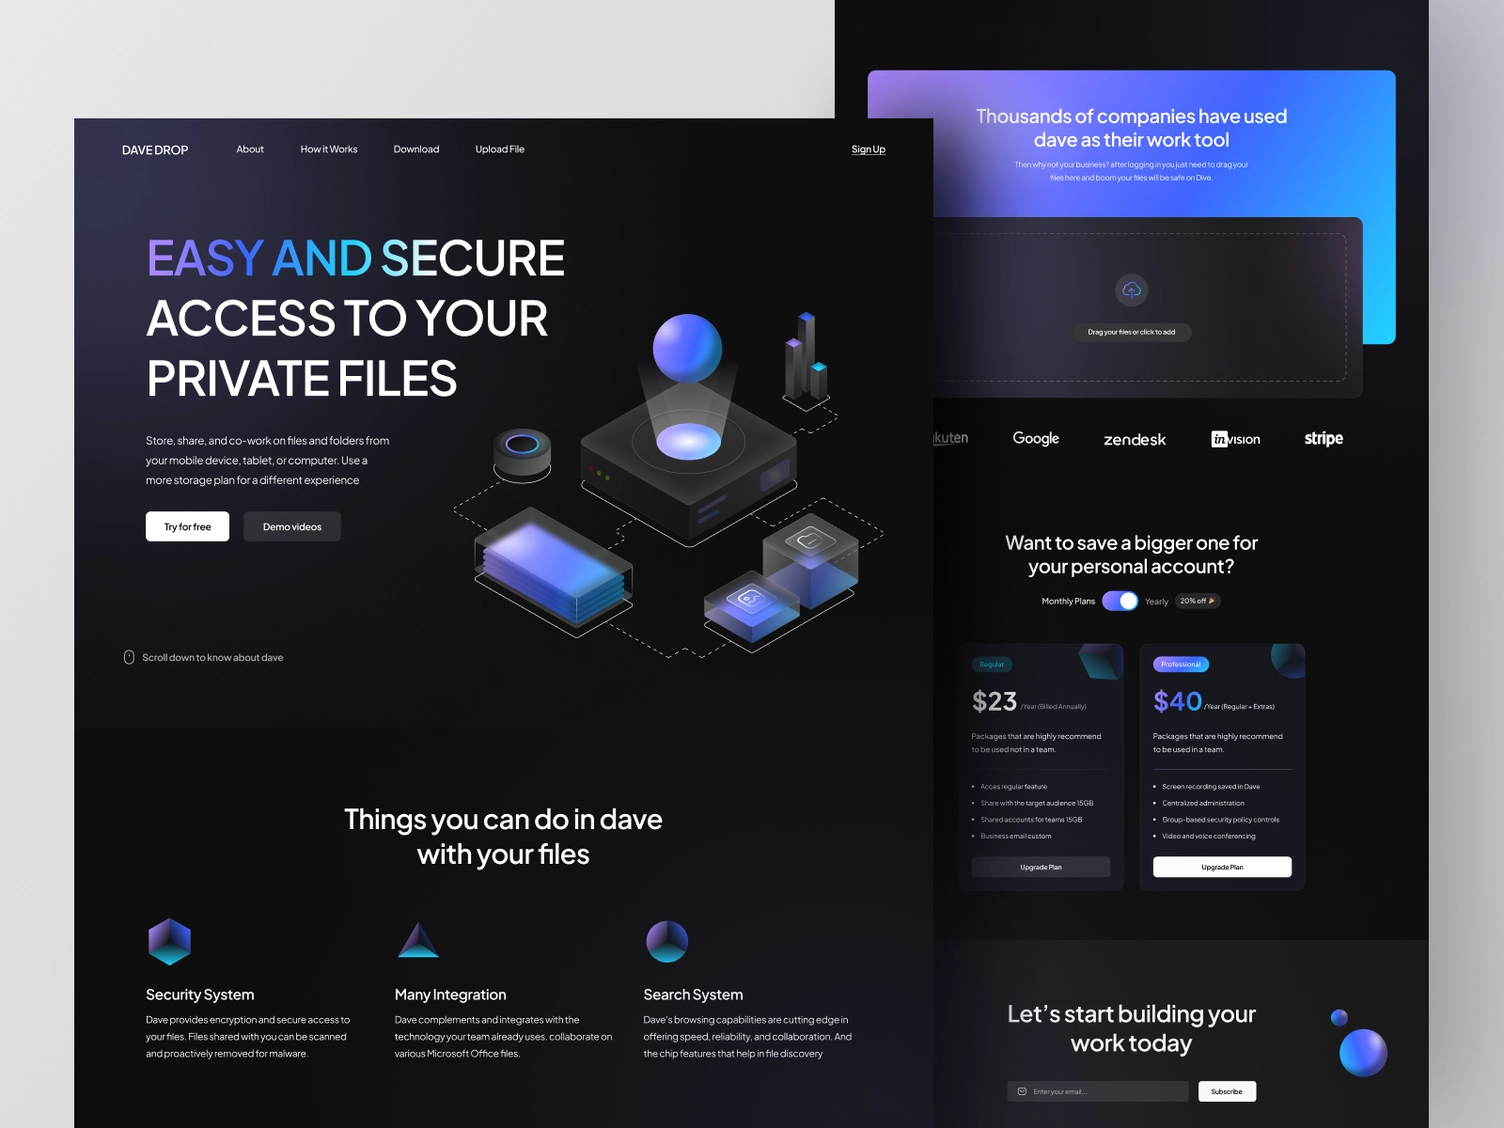 DAVE DROP
About
How it Works
Download
Upload File
Sign Up
EASY AND SECURE
ACCESS TO YOUR
PRIVATE FILES
Store, share, and co-work on files and folders from
your mobile device, tablet, or computer. Use a
more storage plan for a different experience
Try for free
Demo videos
Scroll down to know about dave
Things you can do in dave
with your files
Security System
Dave provides encryption and secure access to
your files. Files shared with you can be scanned
and proactively removed for malware.
Many Integration
Dave complements and integrates with the
technology your team already uses. collaborate on
various Microsoft Office files.
Search System
Dave's browsing capabilities are cutting edge in
offering speed, reliability, and collaboration. And
the chip features that help in file discovery
Thousands of companies have used
dave as their work tool
Then why not your business? after logging in you just need to drag your
files here and boom your files will be safe on Dive.
Drag your files or click to add
kuten
Google
zendesk
invision
stripe
Want to save a bigger one for
your personal account?
Monthly Plans
Yearly
20% off
Regular
$23 /Year (Billed Annually)
Packages that are highly recommend
to be used not in a team.
Acces regular feature
Share with the target audience 15GB
Shared accounts for teams 15GB
Business email custom
Upgrade Plan
Professional
$40 /Year (Regular + Extras)
Packages that are highly recommend
to be used in a team.
Screen recording saved in Dave
Centralized administration
Group-based security policy controls
Video and voice conferencing
Upgrade Plan
Let's start building your
work today
Enter your email...
Subscribe